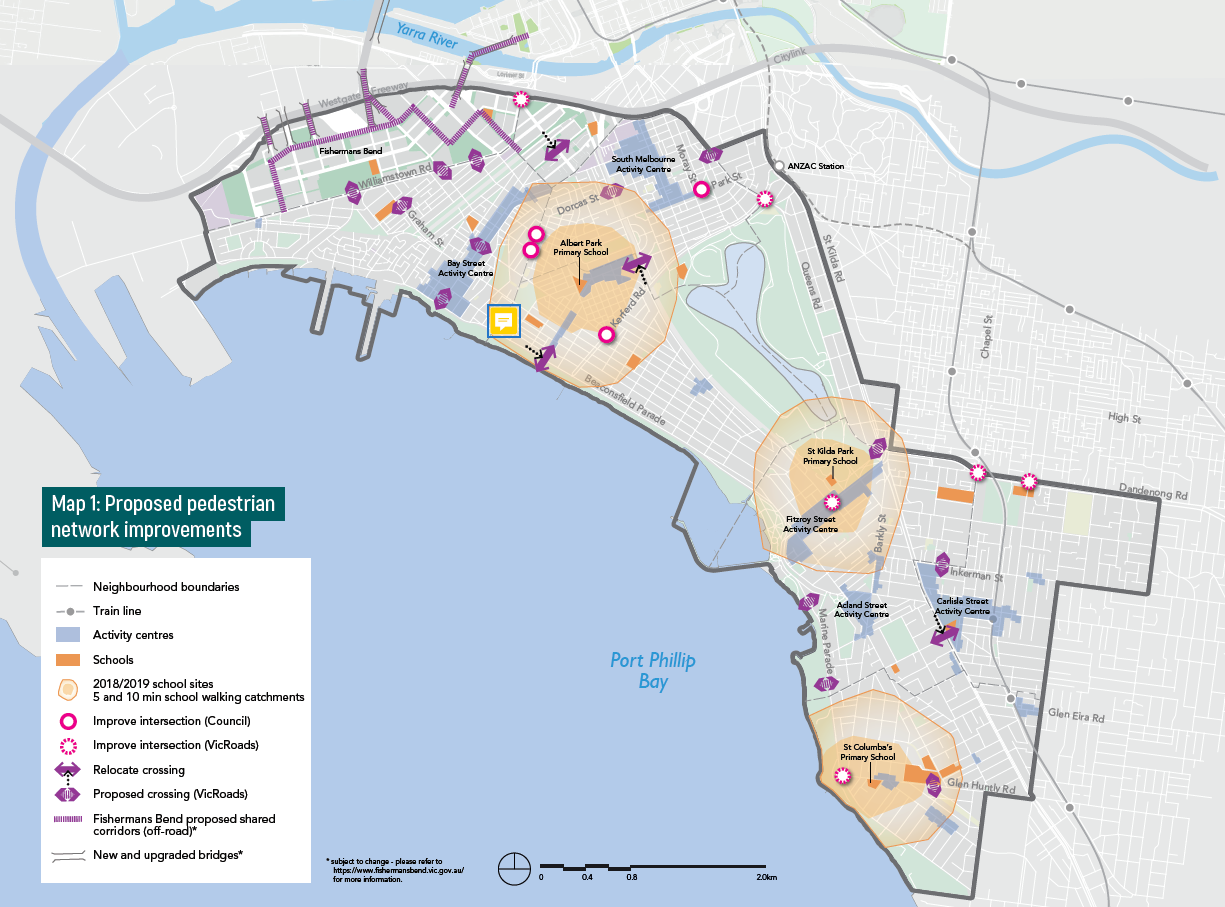 Yarra River
Citylink
Lorimer St
Westgate Freeway
Fishermans Bend
Williamstown Rd
Graham St
South Melbourne
Activity Centre
Moray St
Park St
ANZAC Station
Dorcas St
Albert Park
Primary School
Bay Street
Activity Centre
Kerferd Rd
St Kilda Rd
Queens Rd
Chapel St
Beaconsfield Parade
High St
St Kilda Park
Primary School
Dandenong Rd
Fitzroy Street
Activity Centre
Barkly St
Inkerman St
Acland Street
Activity Centre
Carlisle Street
Activity Centre
Marine Parade
Port Phillip
Bay
Glen Eira Rd
St Columba's
Primary School
Glen Huntly Rd
Map 1: Proposed pedestrian
network improvements
Neighbourhood boundaries
Train line
Activity centres
Schools
2018/2019 school sites
5 and 10 min school walking catchments
Improve intersection (Council)
Improve intersection (VicRoads)
Relocate crossing
Proposed crossing (VicRoads)
Fishermans Bend proposed shared
corridors (off-road)*
New and upgraded bridges*
* subject to change - please refer to
https://www.fishermansbend.vic.gov.au/
for more information.
0 0.4 0.8 2.0km